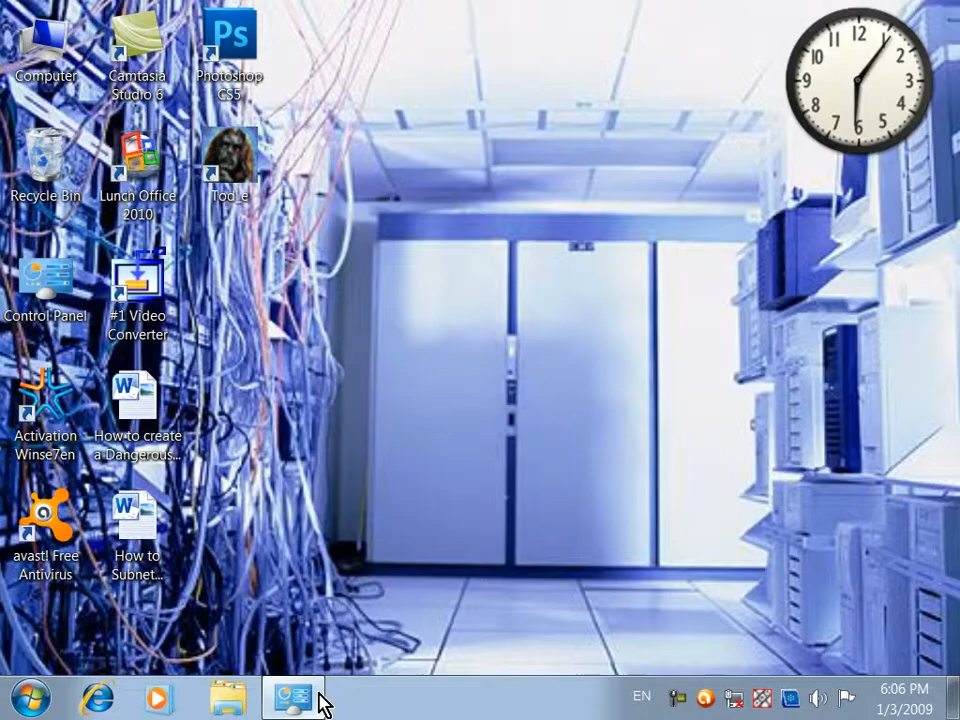 Computer
Camtasia
Studio 6
Ps
Photoshop
CS5
Recycle Bin
Lunch Office
2010
Tod_e
Control Panel
#1 Video
Converter
Activation
Winse7en
W
How to create
a Dangerous...
avast! Free
Antivirus
W
How to
Subnet...
12
1
2
3
4
5
6
7
8
9
10
11
EN
6:06 PM
1/3/2009